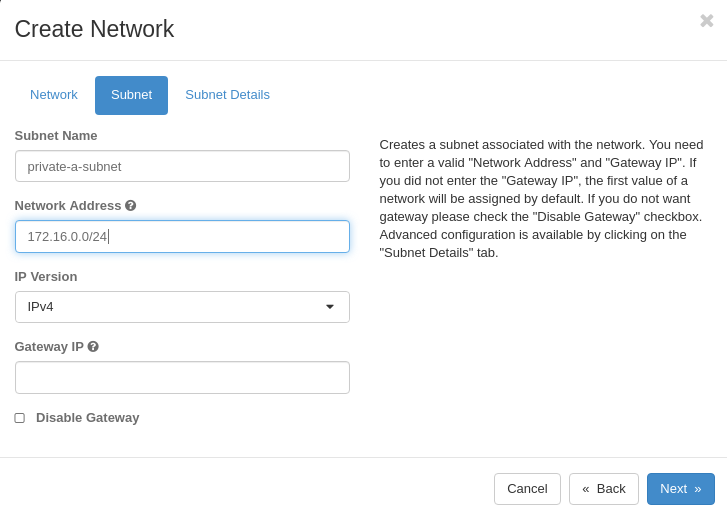 Create Network
Network
Subnet
Subnet Details
Subnet Name
private-a-subnet
Network Address
172.16.0.0/24
IP Version
IPv4
Gateway IP
Disable Gateway
Creates a subnet associated with the network. You need
to enter a valid "Network Address" and "Gateway IP". If
you did not enter the "Gateway IP", the first value of a
network will be assigned by default. If you do not want
gateway please check the "Disable Gateway" checkbox.
Advanced configuration is available by clicking on the
"Subnet Details" tab.
Cancel
« Back
Next »